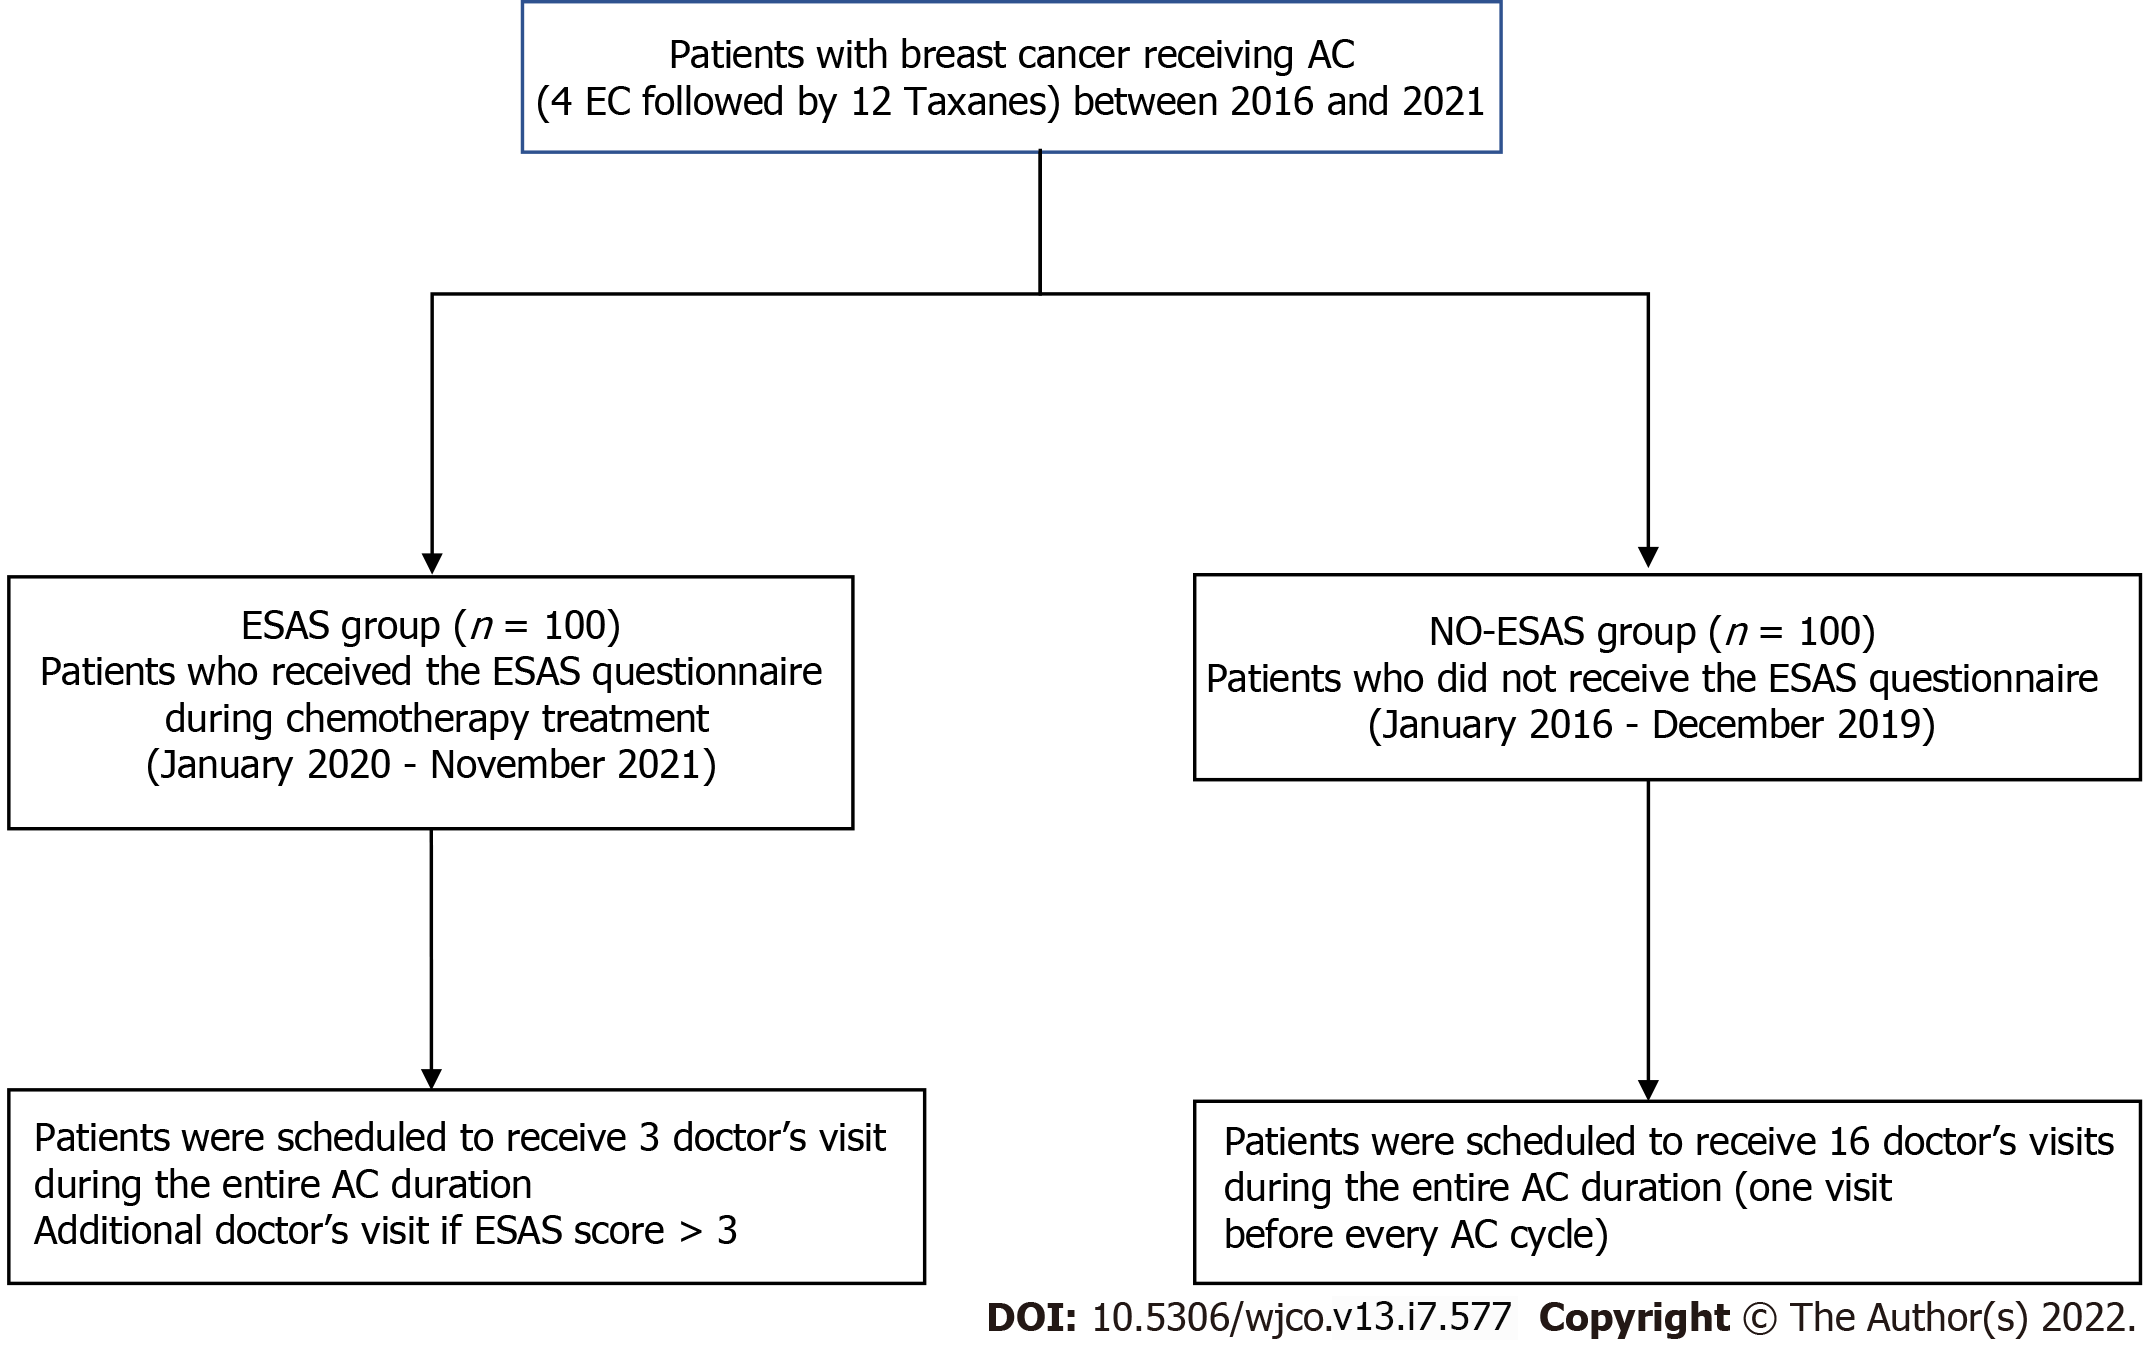 Patients with breast cancer receiving AC
(4 EC followed by 12 Taxanes) between 2016 and 2021
ESAS group (n = 100)
Patients who received the ESAS questionnaire
during chemotherapy treatment
(January 2020 - November 2021)
NO-ESAS group (n = 100)
Patients who did not receive the ESAS questionnaire
(January 2016 - December 2019)
Patients were scheduled to receive 3 doctor’s visit
during the entire AC duration
Additional doctor’s visit if ESAS score > 3
Patients were scheduled to receive 16 doctor’s visits
during the entire AC duration (one visit
before every AC cycle)
DOI: 10.5306/wjco.v13.i7.577 Copyright © The Author(s) 2022.